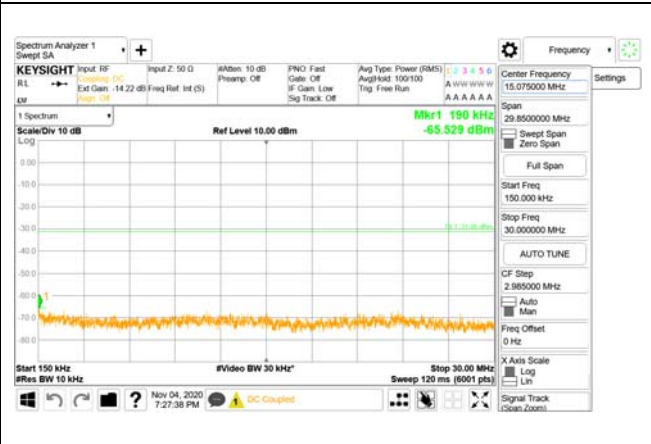 Spectrum Analyzer 1
Swept SA
Frequency
KEYSIGHT
RL
Input: RF
Coupling: DC
Ext Gain: -14.22 dB
Align: Off
Input Z: 50 Ω
Freq Ref: Int (S)
#Atten: 10 dB
Preamp: Off
PNO: Fast
Gate: Off
IF Gain: Low
Sig Track: Off
Avg Type: Power (RMS)
Avg|Hold: 100/100
Trig: Free Run
1 2 3 4 5 6
A W W W W W
A A A A A A
1 Spectrum
Scale/Div 10 dB
Log
Ref Level 10.00 dBm
Mkr1 190 kHz
-65.529 dBm
0.00
-10.0
-20.0
-30.0
-40.0
-50.0
-60.0
-70.0
-80.0
1
Start 150 kHz
#Res BW 10 kHz
#Video BW 30 kHz*
Stop 30.00 MHz
Sweep 120 ms (6001 pts)
Nov 04, 2020
7:27:38 PM
DC Coupled
Settings
Center Frequency
15.075000 MHz
Span
29.8500000 MHz
Swept Span
Zero Span
Full Span
Start Freq
150.000 kHz
Stop Freq
30.000000 MHz
AUTO TUNE
CF Step
2.985000 MHz
Auto
Man
Freq Offset
0 Hz
X Axis Scale
Log
Lin
Signal Track
(Span Zoom)